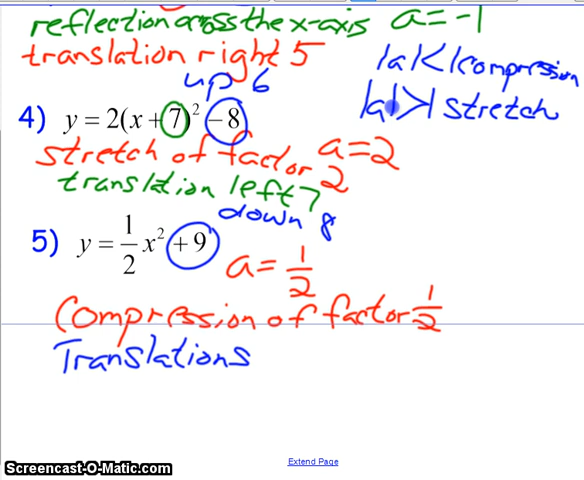 reflection across the x-axis a=-1
translation right 5
up 6
|a|<1 compression
|a|>1 stretch
4) y = 2(x + 7)² − 8
stretch of factor 2 a=2
translation left 7
down 8
5) y = 1/2 x² + 9
a = 1/2
Compression of factor 1/2
Translations
Extend Page
Screencast-O-Matic.com